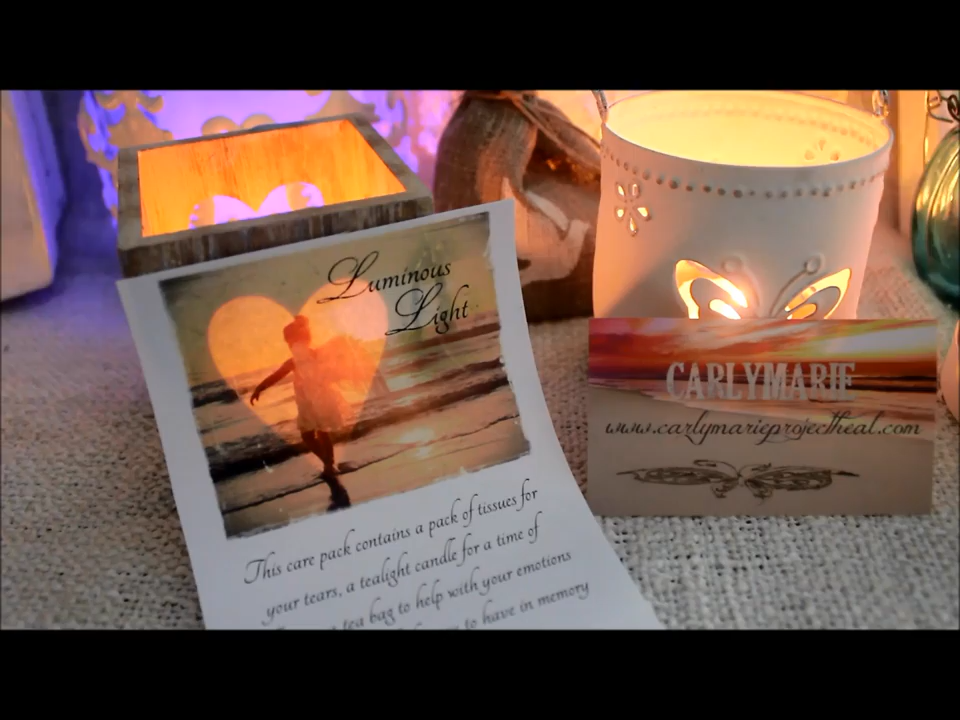 Luminous
Light
This care pack contains a pack of tissues for
your tears, a tealight candle for a time of
tea bag to help with your emotions
to have in memory
CARLYMARIE
www.carlymarieprojectheal.com